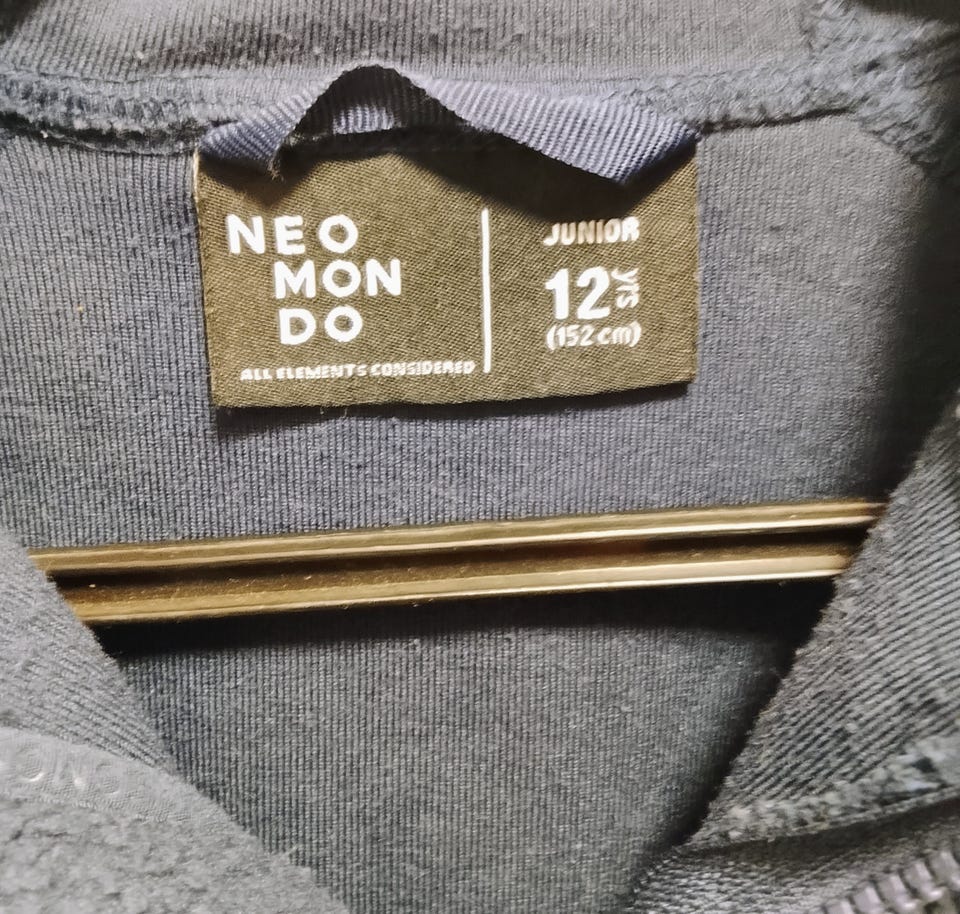 NEO
MON
DO
ALL ELEMENTS CONSIDERED
JUNIOR
12 yrs
(152 cm)